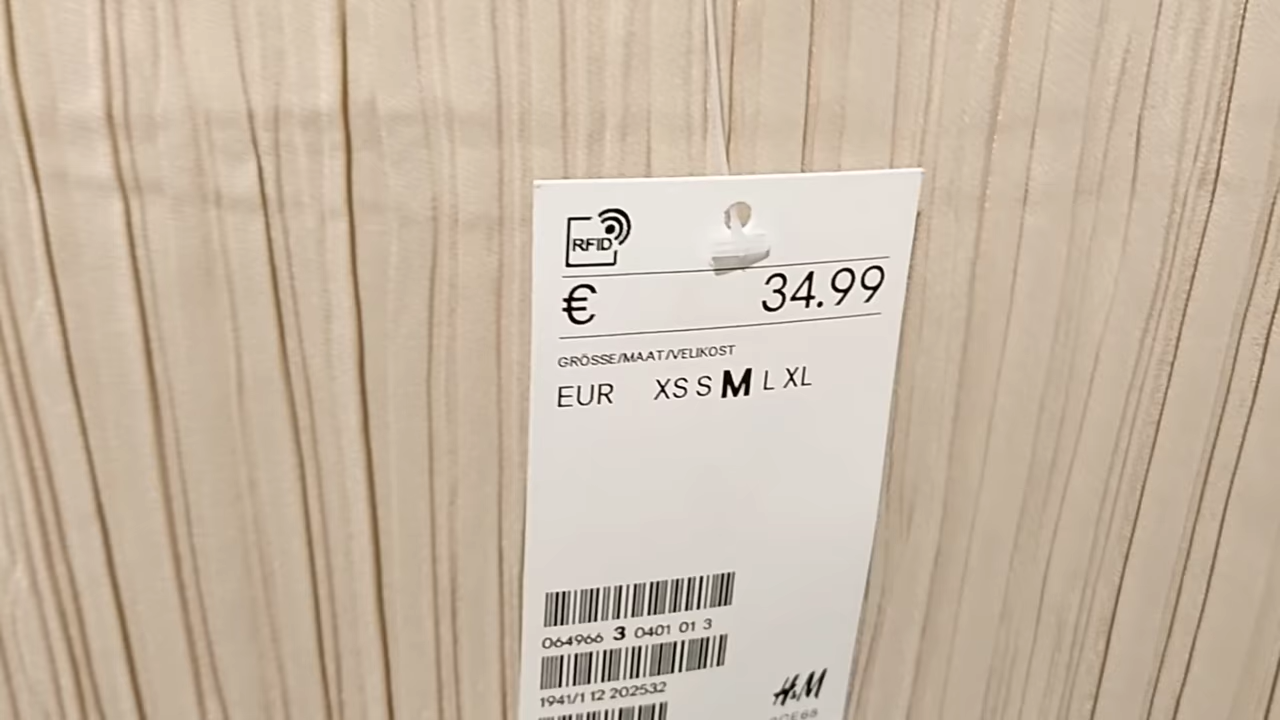 RFID
€ 34.99
GRÖSSE/MAAT/VELIKOST
EUR XS S M L XL
064966 3 0401 01 3
1941/1 12 202532
H&M